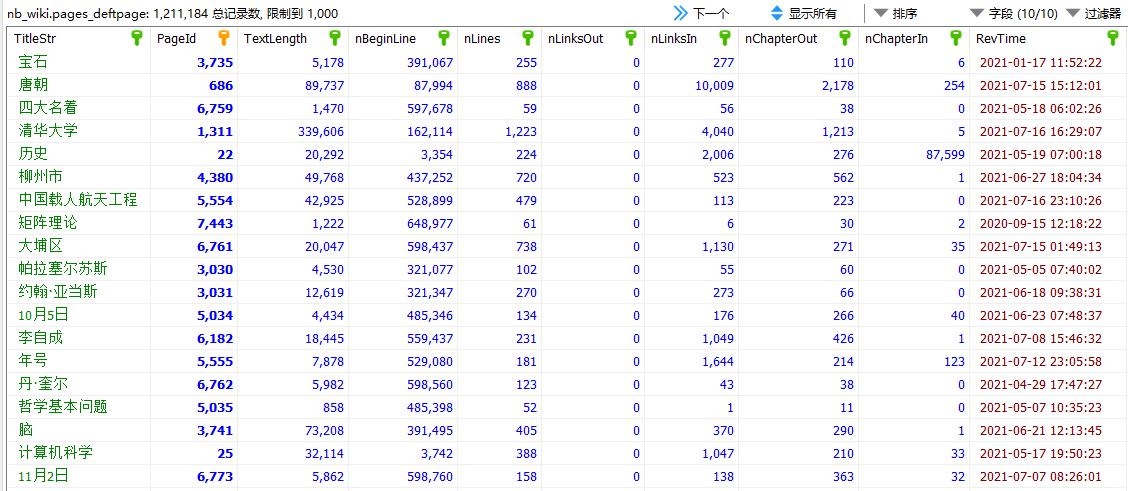 nb_wiki.pages_deftpage: 1,211,184 总记录数, 限制到 1,000 下一个 显示所有 排序 字段 (10/10) 过滤器
TitleStr PageId TextLength nBeginLine nLines nLinksOut nLinksIn nChapterOut nChapterIn RevTime
宝石 3,735 5,178 391,067 255 0 277 110 6 2021-01-17 11:52:22
唐朝 686 89,737 87,994 888 0 10,009 2,178 254 2021-07-15 15:12:01
四大名着 6,759 1,470 597,678 59 0 56 38 0 2021-05-18 06:02:26
清华大学 1,311 339,606 162,114 1,223 0 4,040 1,213 5 2021-07-16 16:29:07
历史 22 20,292 3,354 224 0 2,006 276 87,599 2021-05-19 07:00:18
柳州市 4,380 49,768 437,252 720 0 523 562 1 2021-06-27 18:04:34
中国载人航天工程 5,554 42,925 528,899 479 0 113 223 0 2021-07-16 23:10:26
矩阵理论 7,443 1,222 648,977 61 0 6 30 2 2020-09-15 12:18:22
大埔区 6,761 20,047 598,437 738 0 1,130 271 35 2021-07-15 01:49:13
帕拉塞尔苏斯 3,030 4,530 321,077 102 0 55 60 0 2021-05-05 07:40:02
约翰·亚当斯 3,031 12,619 321,347 270 0 273 66 0 2021-06-18 09:38:31
10月5日 5,034 4,434 485,346 134 0 176 266 40 2021-06-23 07:48:37
李自成 6,182 18,445 559,437 231 0 1,049 426 1 2021-07-08 15:46:32
年号 5,555 7,878 529,080 181 0 1,644 214 123 2021-07-12 23:05:58
丹·奎尔 6,762 5,982 598,560 123 0 43 38 0 2021-04-29 17:47:27
哲学基本问题 5,035 858 485,398 52 0 1 11 0 2021-05-07 10:35:23
脑 3,741 73,208 391,495 405 0 370 290 1 2021-06-21 12:13:45
计算机科学 25 32,114 3,742 388 0 1,047 210 33 2021-05-17 19:50:23
11月2日 6,773 5,862 598,760 158 0 138 363 32 2021-07-07 08:26:01